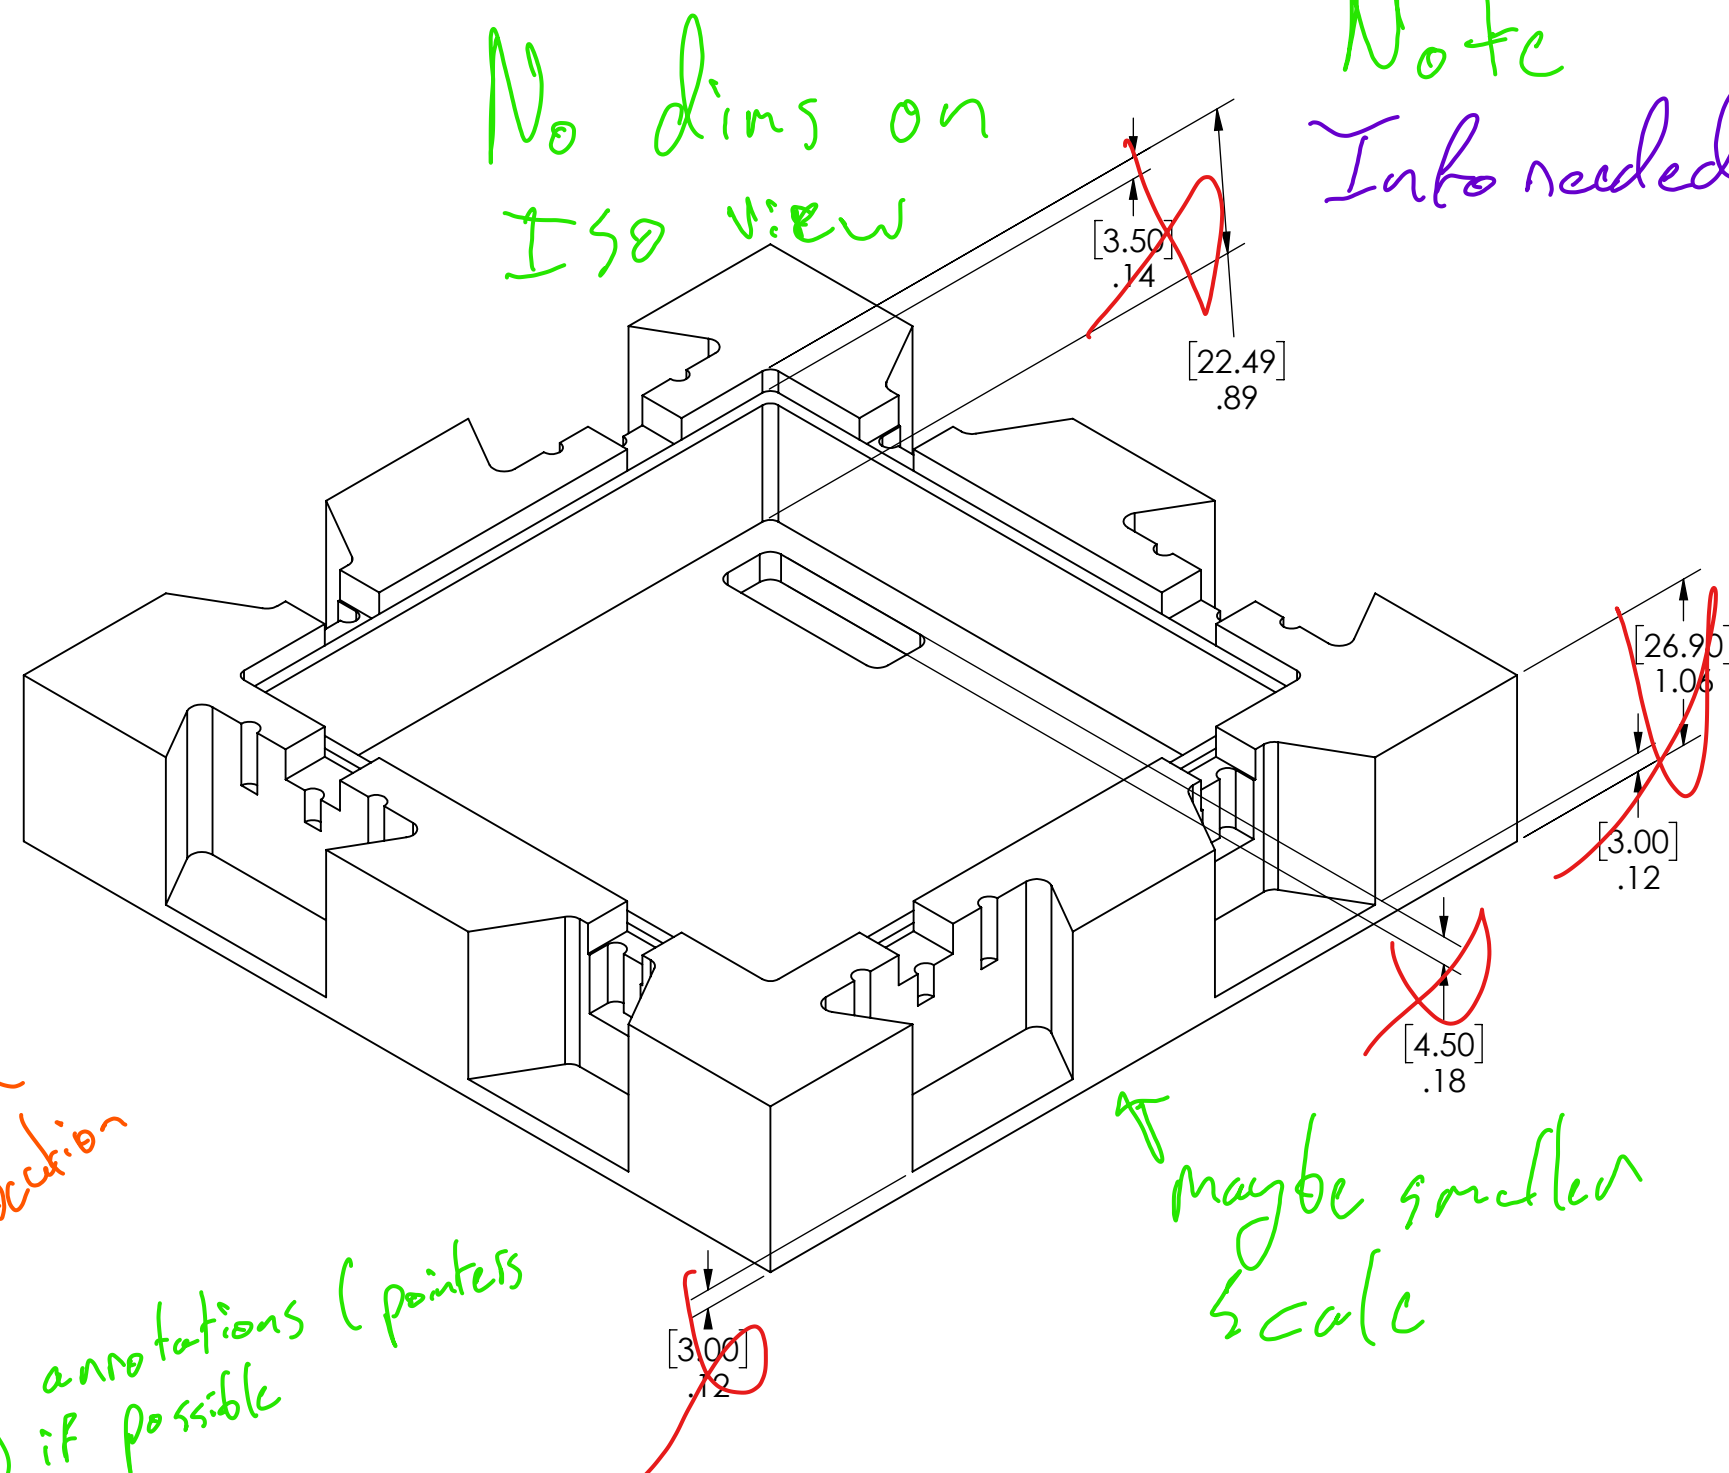 No dims on
ISO view
Note
Info needed
[3.50]
.14
[22.49]
.89
[26.90]
1.06
[3.00]
.12
[4.50]
.18
maybe smaller
scale
annotations (pointers
) if possible
[3.00]
.12